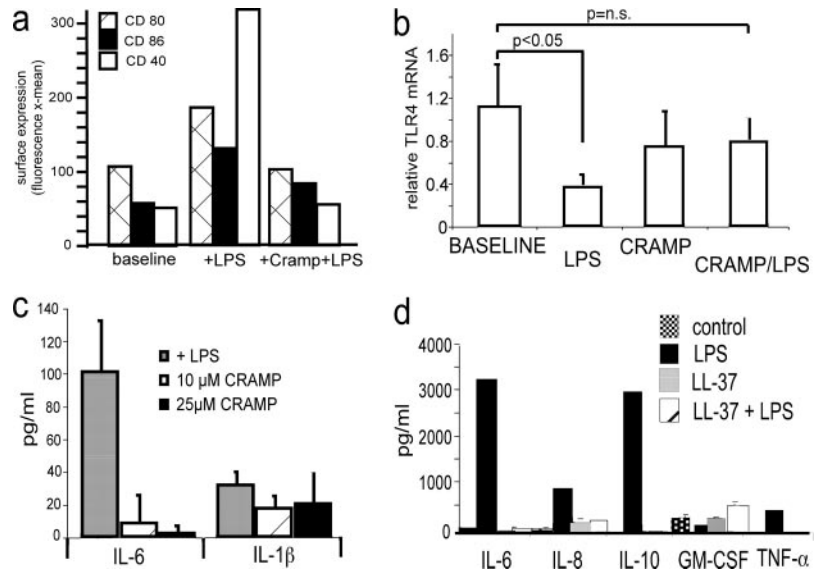 a
CD 80
CD 86
CD 40
surface expression
(fluorescence x-mean)
300
200
100
0
baseline
+LPS
+Cramp+LPS
b
p=n.s.
p<0.05
relative TLR4 mRNA
1.6
1.2
0.8
0.4
0
BASELINE
LPS
CRAMP
CRAMP/LPS
c
pg/ml
140
120
100
80
60
40
20
0
+ LPS
10 µM CRAMP
25µM CRAMP
IL-6
IL-1β
d
control
LPS
LL-37
LL-37 + LPS
pg/ml
4000
3000
2000
1000
0
IL-6
IL-8
IL-10
GM-CSF
TNF-α